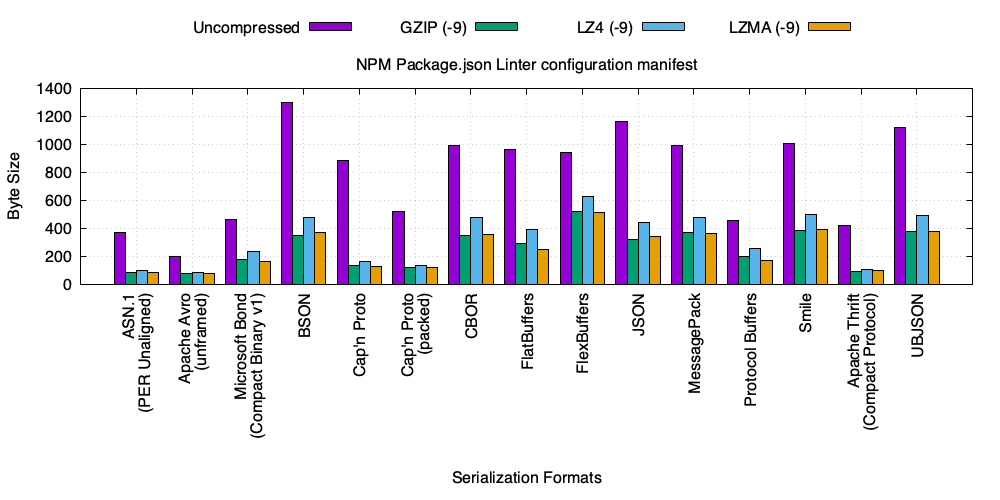 Uncompressed GZIP (-9) LZ4 (-9) LZMA (-9)
NPM Package.json Linter configuration manifest
Byte Size
1400
1200
1000
800
600
400
200
0
ASN.1
(PER Unaligned)
Apache Avro
(unframed)
Microsoft Bond
(Compact Binary v1)
BSON
Cap'n Proto
Cap'n Proto
(packed)
CBOR
FlatBuffers
FlexBuffers
JSON
MessagePack
Protocol Buffers
Smile
Apache Thrift
(Compact Protocol)
UBJSON
Serialization Formats